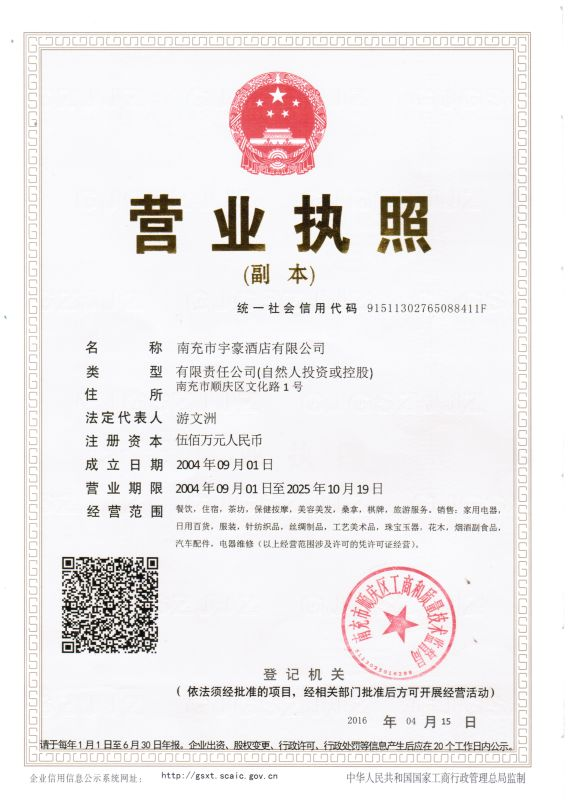 营业执照
(副 本)
统一社会信用代码 91511302765088411F
名 称 南充市宇豪酒店有限公司
类 型 有限责任公司(自然人投资或控股)
住 所 南充市顺庆区文化路1号
法定代表人 游文洲
注册资本 伍佰万元人民币
成立日期 2004年09月01日
营业期限 2004年09月01日至2025年10月19日
经营范围 餐饮，住宿，茶坊，保健按摩，美容美发，桑拿，棋牌，旅游服务。销售：家用电器，
日用百货，服装，针纺织品，丝绸制品，工艺美术品，珠宝玉器，花木，烟酒副食品，
汽车配件，电器维修（以上经营范围涉及许可的凭许可证经营）。
南充市顺庆区工商和质量技术监督局
登记机关
（依法须经批准的项目，经相关部门批准后方可开展经营活动）
2016 年 04 月 15 日
请于每年1月1日至6月30日年报。企业出资、股权变更、行政许可、行政处罚等信息产生后应在20个工作日内公示。
企业信用信息公示系统网址： http://gsxt.scaic.gov.cn 中华人民共和国国家工商行政管理总局监制